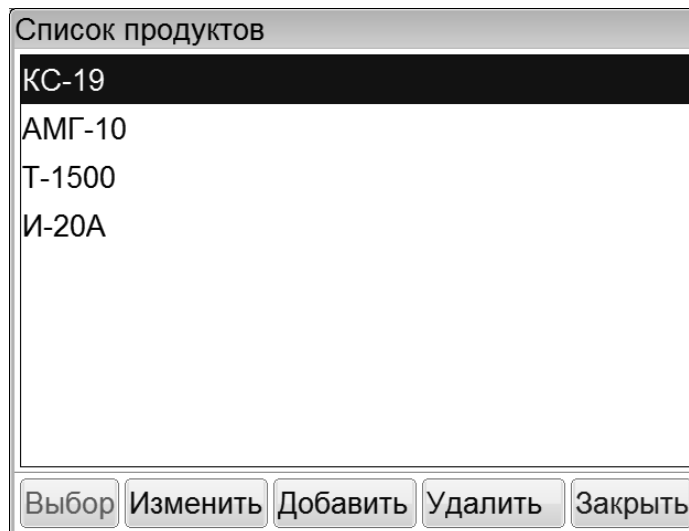 Список продуктов
КС-19
АМГ-10
Т-1500
И-20А
Выбор Изменить Добавить Удалить Закрыть